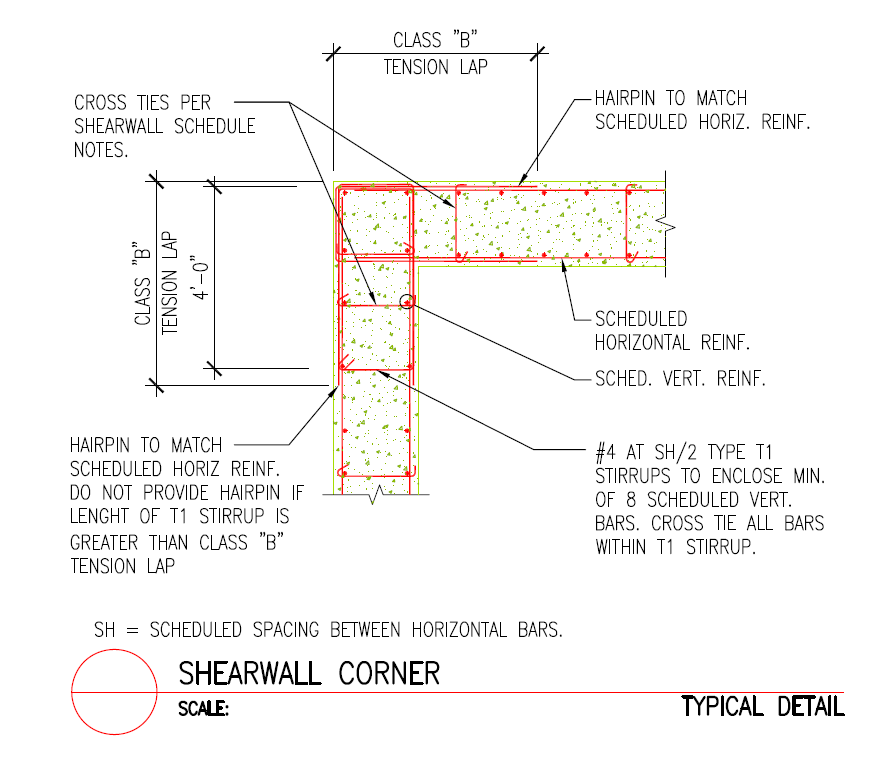 CLASS "B"
TENSION LAP
CROSS TIES PER
SHEARWALL SCHEDULE
NOTES.
HAIRPIN TO MATCH
SCHEDULED HORIZ. REINF.
CLASS "B"
TENSION LAP
4'-0"
SCHEDULED
HORIZONTAL REINF.
SCHED. VERT. REINF.
HAIRPIN TO MATCH
SCHEDULED HORIZ REINF.
DO NOT PROVIDE HAIRPIN IF
LENGHT OF T1 STIRRUP IS
GREATER THAN CLASS "B"
TENSION LAP
#4 AT SH/2 TYPE T1
STIRRUPS TO ENCLOSE MIN.
OF 8 SCHEDULED VERT.
BARS. CROSS TIE ALL BARS
WITHIN T1 STIRRUP.
SH = SCHEDULED SPACING BETWEEN HORIZONTAL BARS.
SHEARWALL CORNER
SCALE:
TYPICAL DETAIL